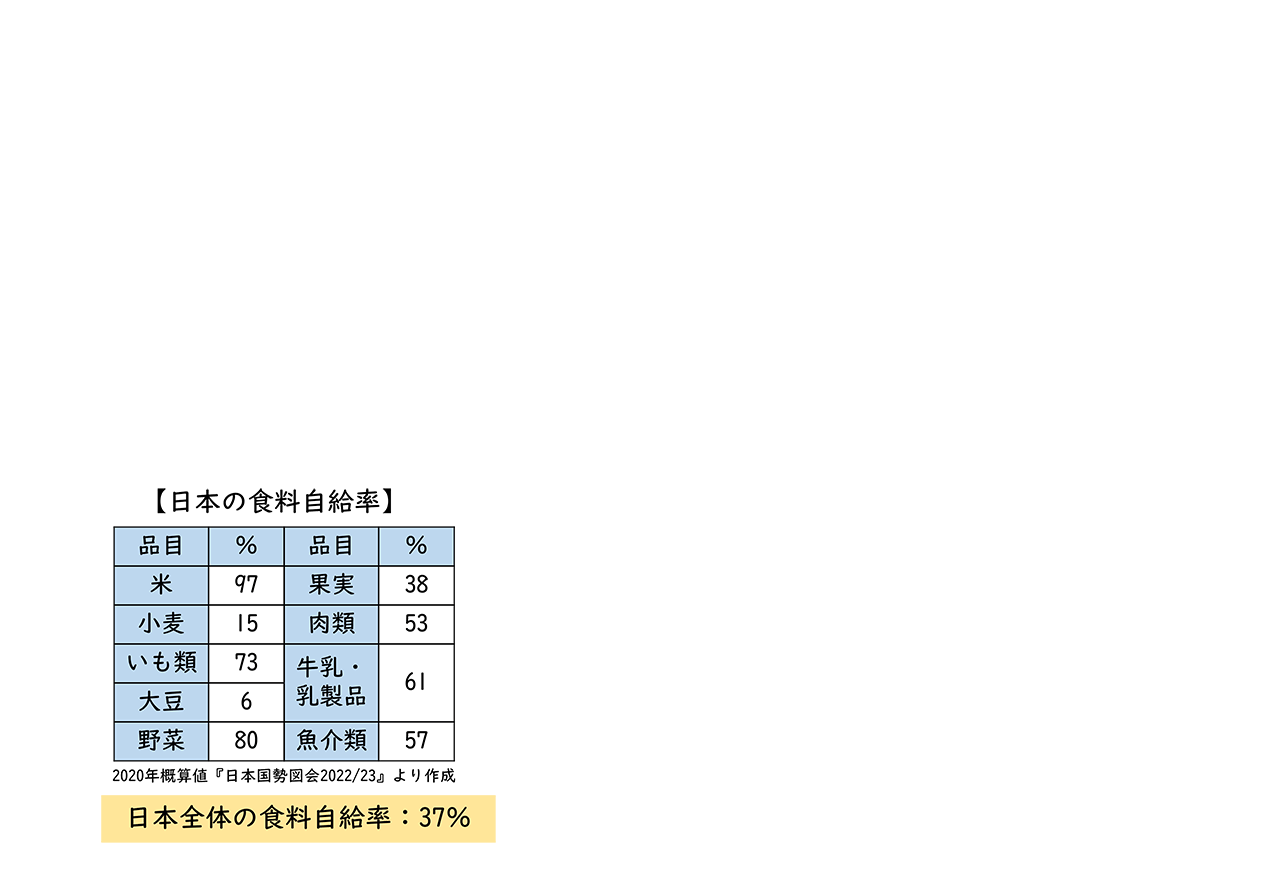 【日本の食料自給率】
品目 % 品目 %
米 97 果実 38
小麦 15 肉類 53
いも類 73 牛乳・乳製品 61
大豆 6
野菜 80 魚介類 57
2020年概算値『日本国勢図会2022/23』より作成
日本全体の食料自給率：37%